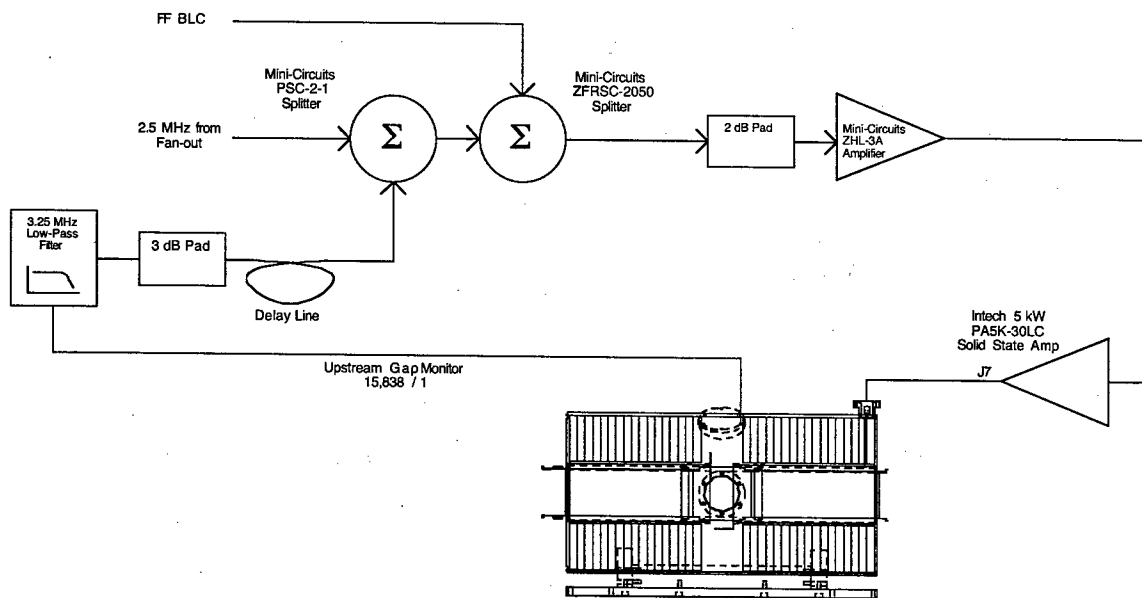 FF BLC
Mini-Circuits
PSC-2-1
Splitter
Mini-Circuits
ZFRSC-2050
Splitter
2.5 MHz from
Fan-out
Σ
Σ
2 dB Pad
Mini-Circuits
ZHL-3A
Amplifier
3.25 MHz
Low-Pass
Filter
3 dB Pad
Delay Line
Upstream Gap Monitor
15,838 / 1
Intech 5 kW
PA5K-30LC
Solid State Amp
J7